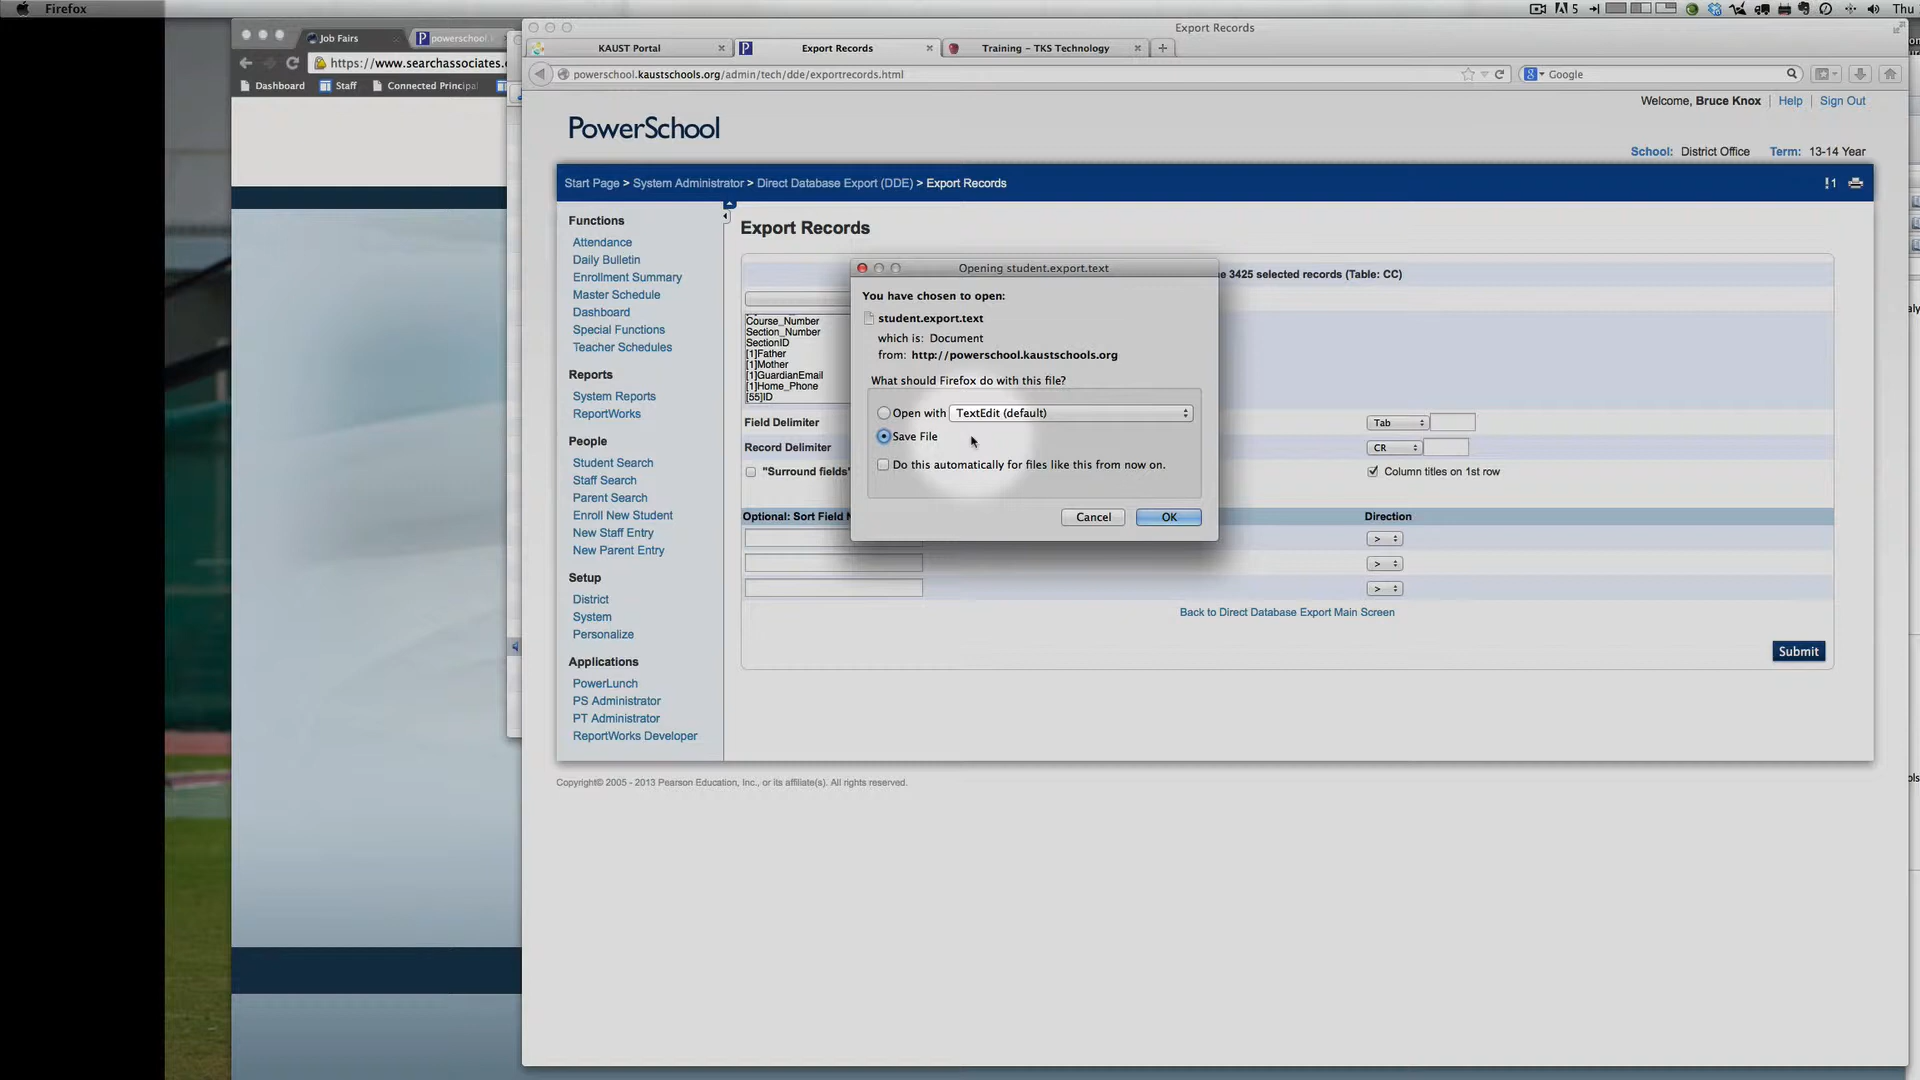 Firefox
5
Thu
Job Fairs
powerschool
https://www.searchassociates.c
Dashboard
Staff
Connected Principal
Export Records
KAUST Portal
Export Records
Training – TKS Technology
powerschool.kaustschools.org/admin/tech/dde/exportrecords.html
Google
Welcome, Bruce Knox
Help
Sign Out
PowerSchool
School: District Office
Term: 13-14 Year
Start Page > System Administrator > Direct Database Export (DDE) > Export Records
!1
Functions
Attendance
Daily Bulletin
Enrollment Summary
Master Schedule
Dashboard
Special Functions
Teacher Schedules
Reports
System Reports
ReportWorks
People
Student Search
Staff Search
Parent Search
Enroll New Student
New Staff Entry
New Parent Entry
Setup
District
System
Personalize
Applications
PowerLunch
PS Administrator
PT Administrator
ReportWorks Developer
Export Records
e 3425 selected records (Table: CC)
Course_Number
Section_Number
SectionID
[1]Father
[1]Mother
[1]GuardianEmail
[1]Home_Phone
[55]ID
Field Delimiter
Tab
Record Delimiter
CR
"Surround fields"
Column titles on 1st row
Optional: Sort Field N
Direction
>
>
>
Back to Direct Database Export Main Screen
Submit
Opening student.export.text
You have chosen to open:
student.export.text
which is: Document
from: http://powerschool.kaustschools.org
What should Firefox do with this file?
Open with
TextEdit (default)
Save File
Do this automatically for files like this from now on.
Cancel
OK
Copyright© 2005 - 2013 Pearson Education, Inc., or its affiliate(s). All rights reserved.